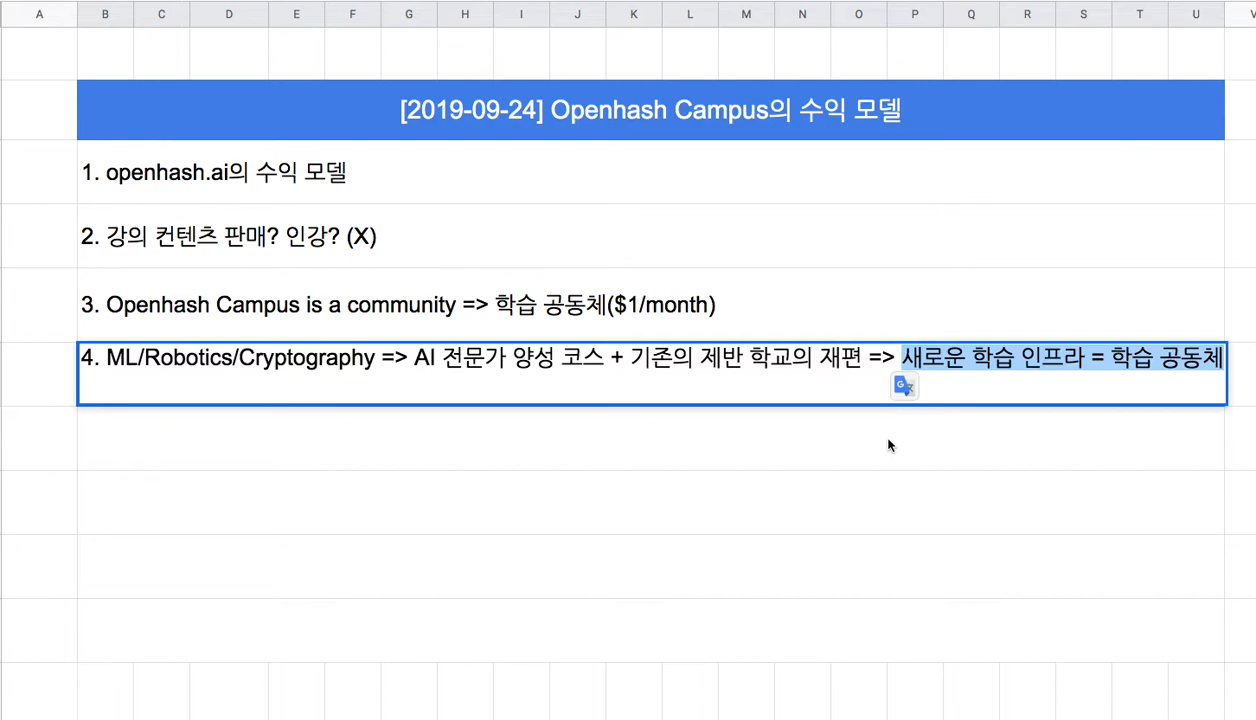 A B C D E F G H I J K L M N O P Q R S T U
[2019-09-24] Openhash Campus의 수익 모델
1. openhash.ai의 수익 모델
2. 강의 컨텐츠 판매? 인강? (X)
3. Openhash Campus is a community => 학습 공동체($1/month)
4. ML/Robotics/Cryptography => AI 전문가 양성 코스 + 기존의 제반 학교의 재편 => 새로운 학습 인프라 = 학습 공동체